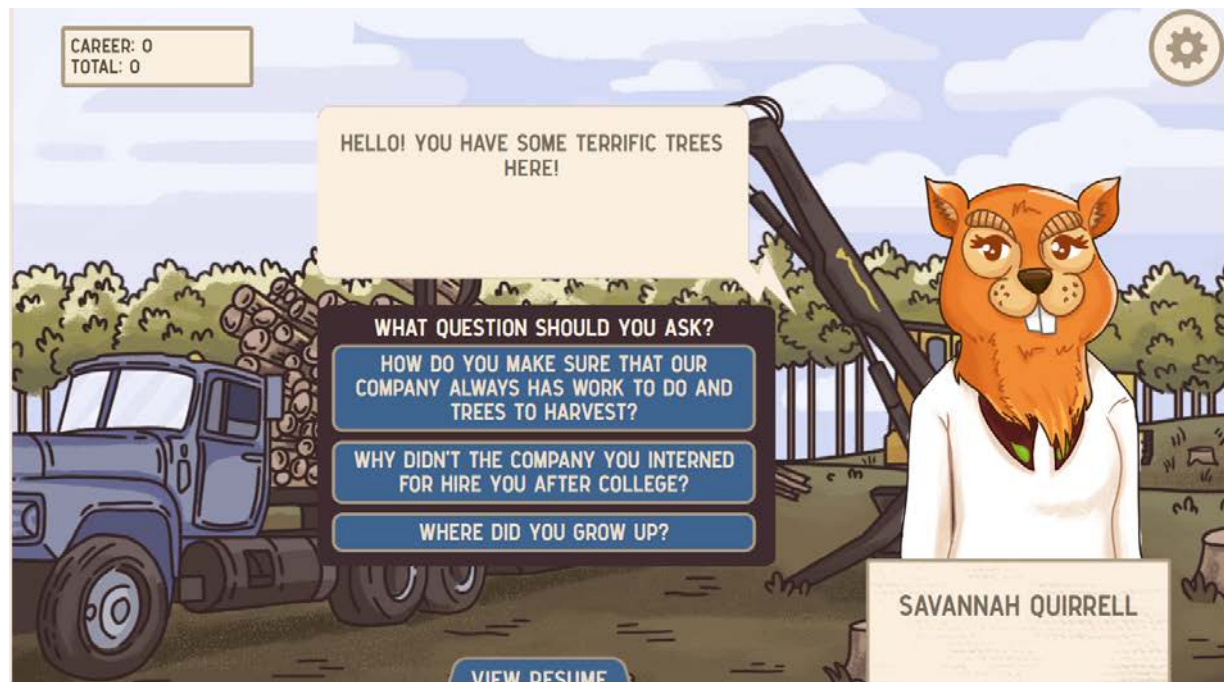 CAREER: 0
TOTAL: 0
HELLO! YOU HAVE SOME TERRIFIC TREES
HERE!
WHAT QUESTION SHOULD YOU ASK?
HOW DO YOU MAKE SURE THAT OUR
COMPANY ALWAYS HAS WORK TO DO AND
TREES TO HARVEST?
WHY DIDN'T THE COMPANY YOU INTERNED
FOR HIRE YOU AFTER COLLEGE?
WHERE DID YOU GROW UP?
SAVANNAH QUIRRELL
VIEW RESUME